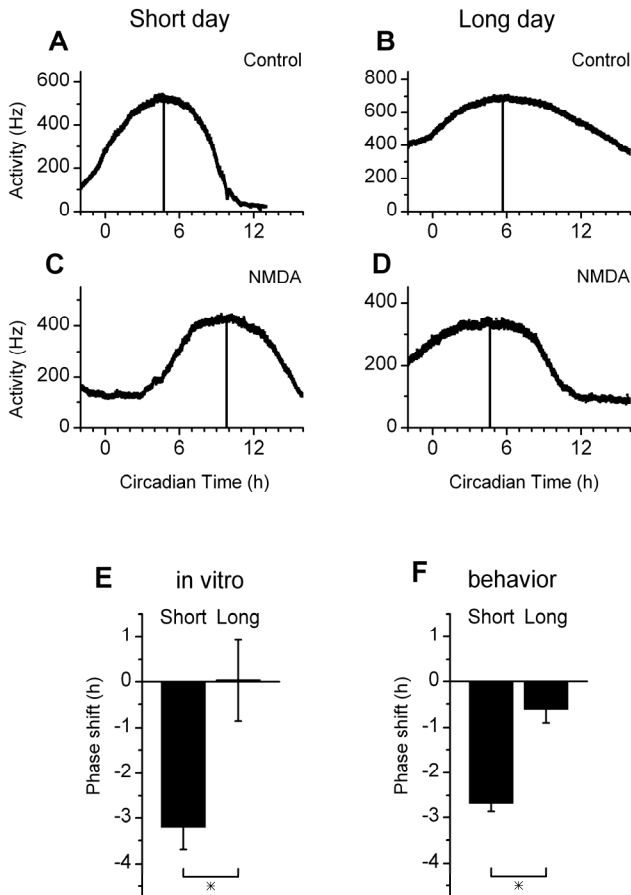 Short day
Long day
A
Control
B
Control
Activity (Hz)
600
400
200
0
0
6
12
800
600
400
200
0
0
6
12
C
NMDA
D
NMDA
Activity (Hz)
400
200
0
0
6
12
400
200
0
0
6
12
Circadian Time (h)
Circadian Time (h)
E
in vitro
F
behavior
Short Long
Short Long
Phase shift (h)
1
0
-1
-2
-3
-4
*
Phase shift (h)
1
0
-1
-2
-3
-4
*